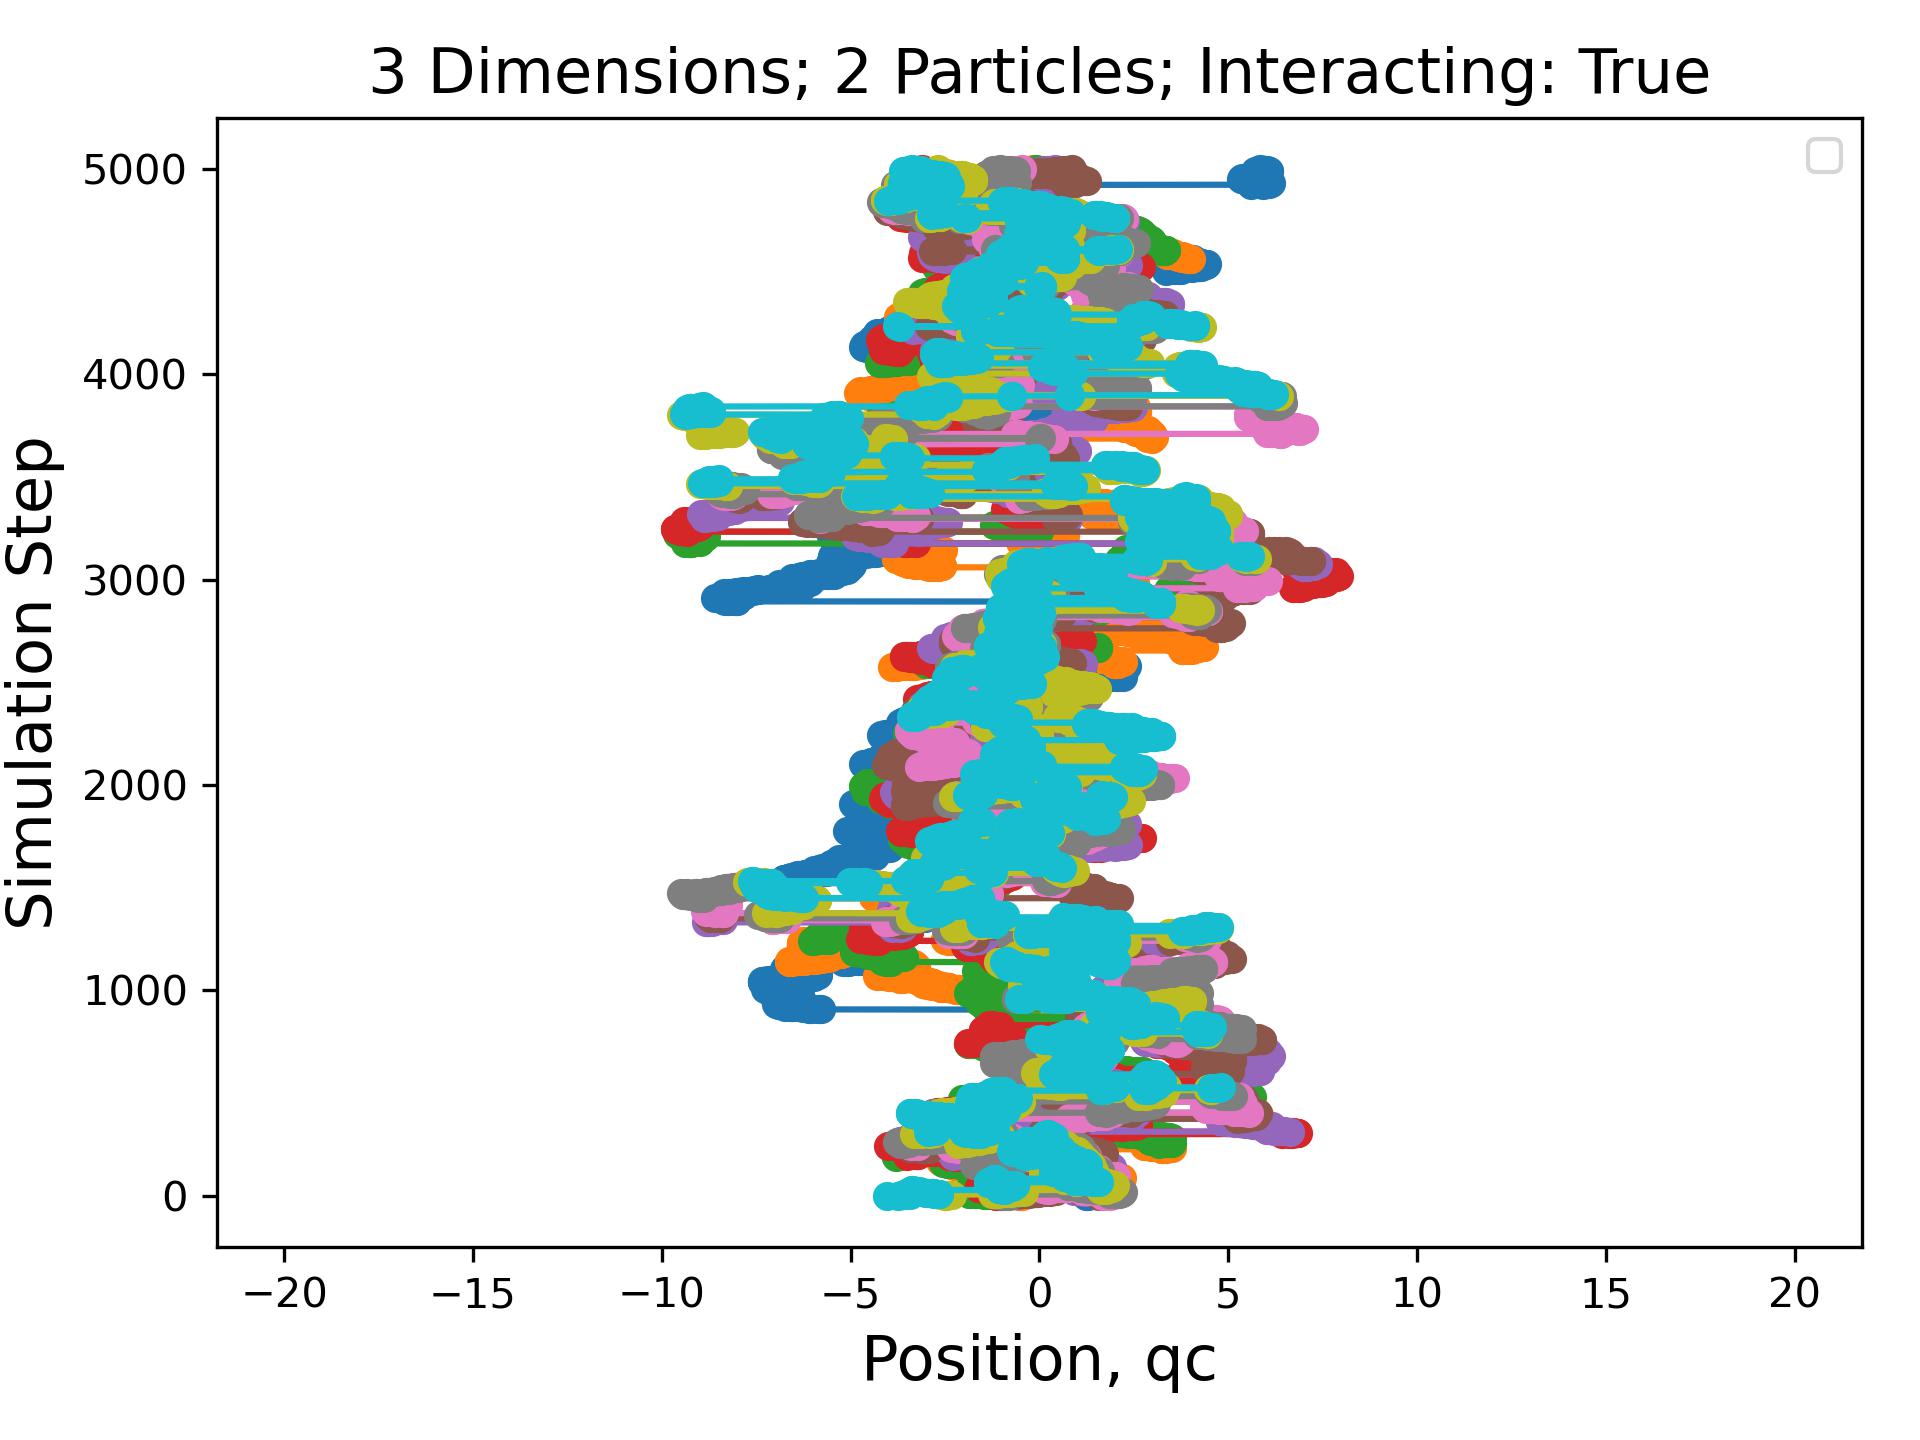 3 Dimensions; 2 Particles; Interacting: True
5000
4000
3000
2000
1000
0
Simulation Step
−20 −15 −10 −5 0 5 10 15 20
Position, qc